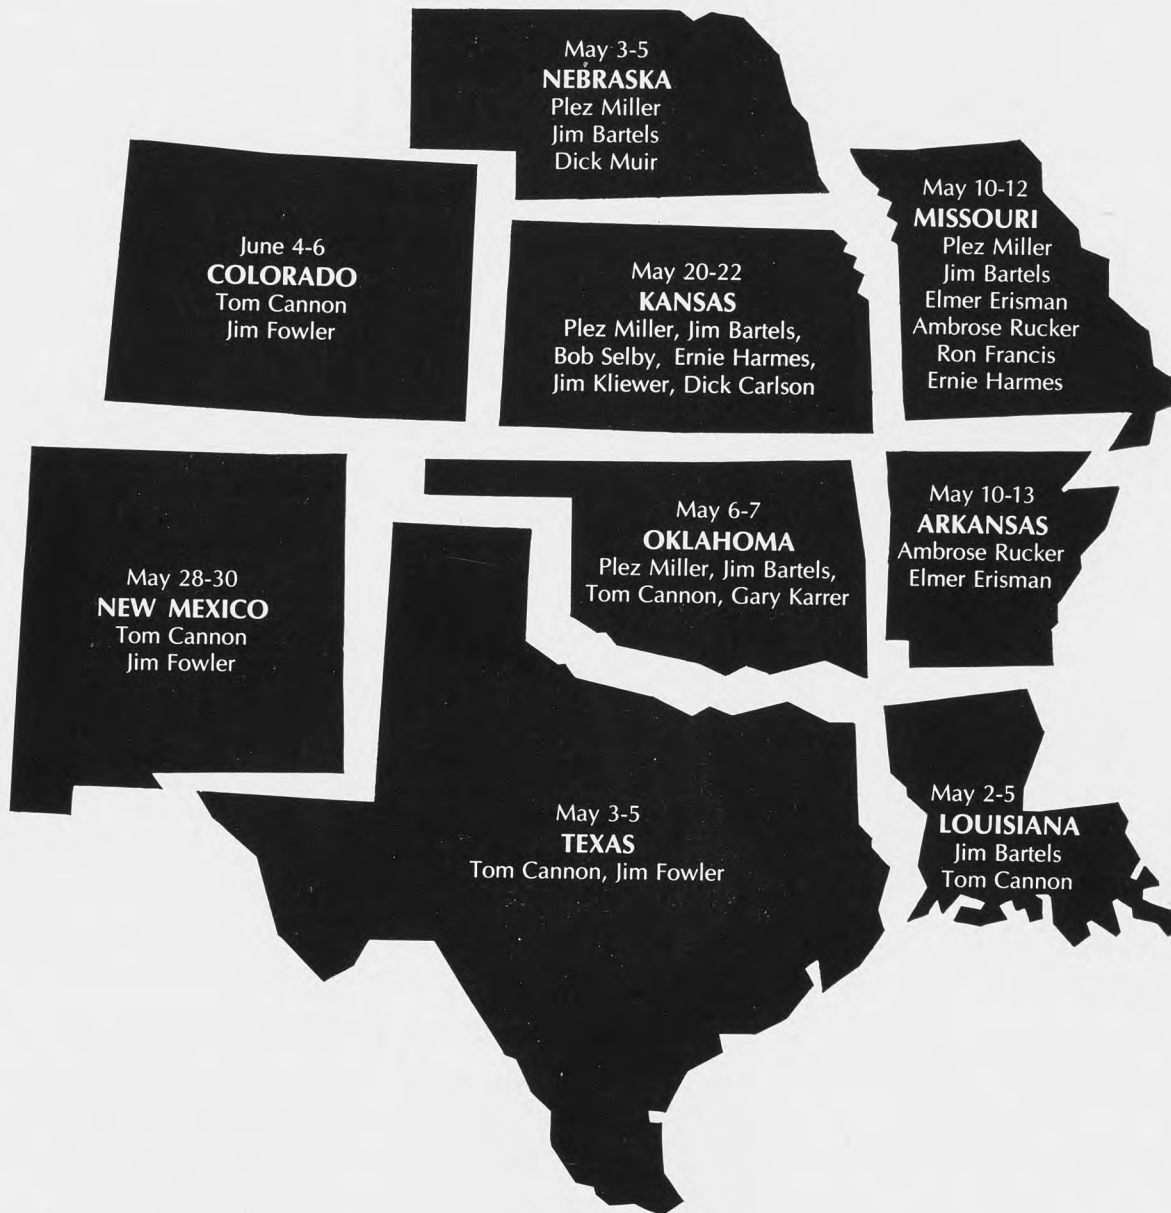 May 3-5
NEBRASKA
Plez Miller
Jim Bartels
Dick Muir
June 4-6
COLORADO
Tom Cannon
Jim Fowler
May 20-22
KANSAS
Plez Miller, Jim Bartels,
Bob Selby, Ernie Harmes,
Jim Kliewer, Dick Carlson
May 10-12
MISSOURI
Plez Miller
Jim Bartels
Elmer Erisman
Ambrose Rucker
Ron Francis
Ernie Harmes
May 28-30
NEW MEXICO
Tom Cannon
Jim Fowler
May 6-7
OKLAHOMA
Plez Miller, Jim Bartels,
Tom Cannon, Gary Karrer
May 10-13
ARKANSAS
Ambrose Rucker
Elmer Erisman
May 3-5
TEXAS
Tom Cannon, Jim Fowler
May 2-5
LOUISIANA
Jim Bartels
Tom Cannon